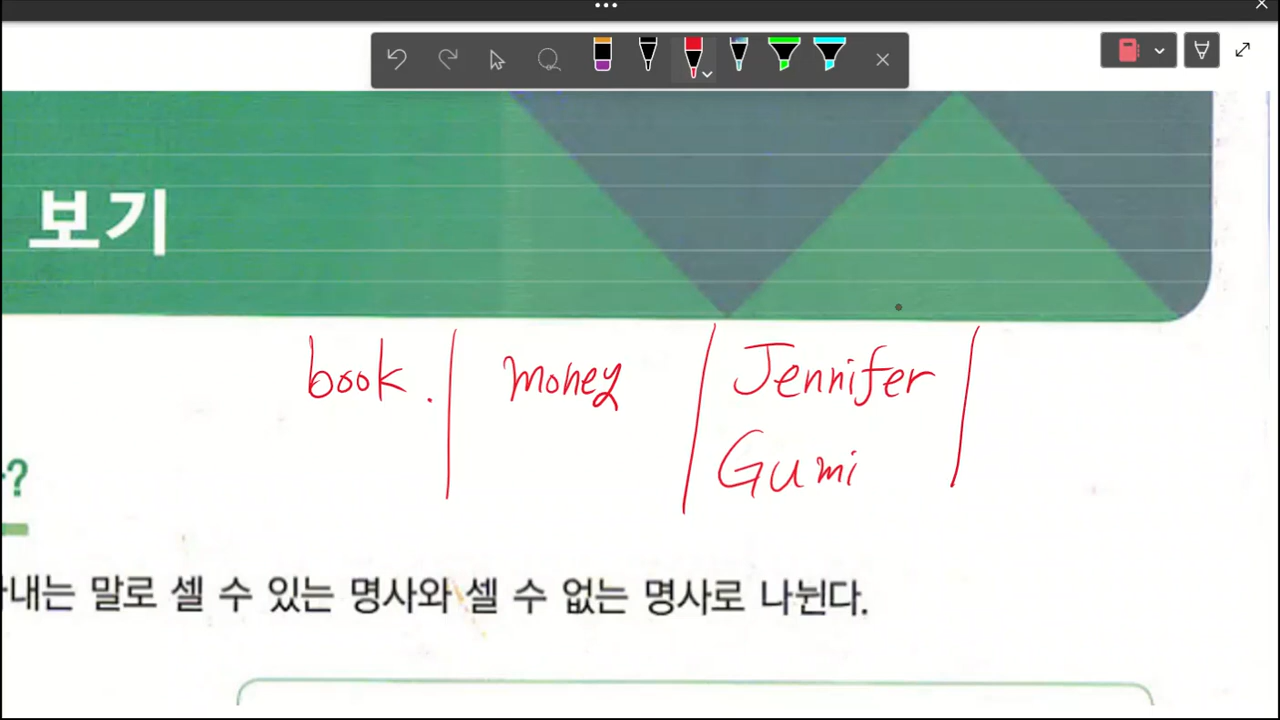 보기
book. money Jennifer
Gumi
?
내는 말로 셀 수 있는 명사와 셀 수 없는 명사로 나뉜다.